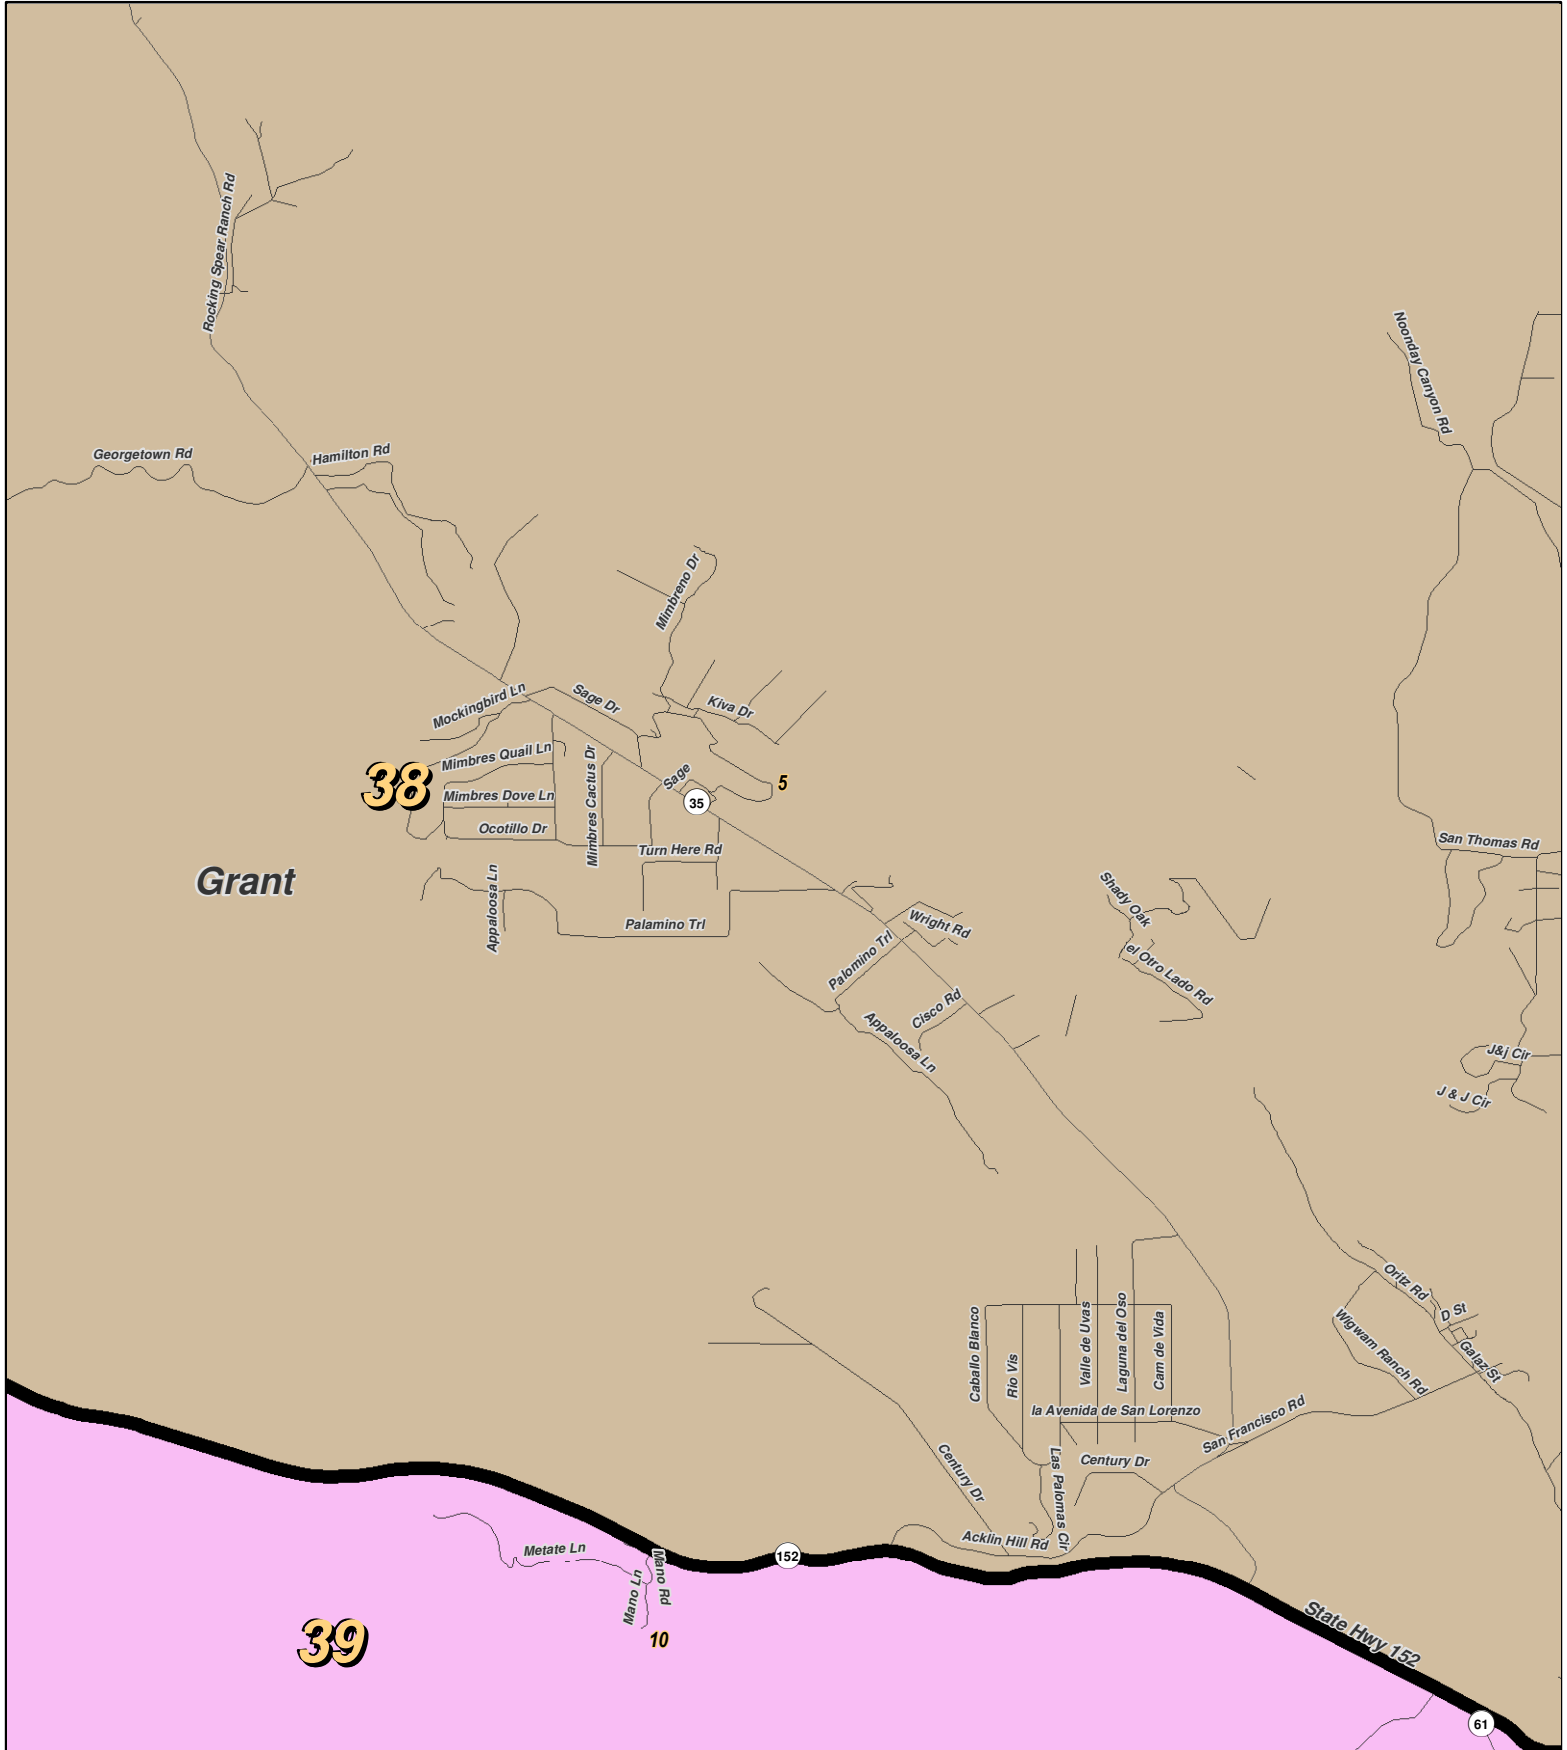 Rocking Spear Ranch Rd
Noonday Canyon Rd
Georgetown Rd
Hamilton Rd
Mimbreno Dr
Mockingbird Ln
Sage Dr
Kiva Dr
Mimbres Quail Ln
38
Mimbres Dove Ln
Mimbres Cactus Dr
Sage
5
35
Ocotillo Dr
Turn Here Rd
San Thomas Rd
Grant
Appaloosa Ln
Palamino Trl
Shady Oak
Wright Rd
Palomino Trl
el Otro Lado Rd
Cisco Rd
Appaloosa Ln
J&j Cir
J & J Cir
Oritz Rd
D St
Galaz St
Wigwam Ranch Rd
Caballo Blanco
Rio Vis
Valle de Uvas
Laguna del Oso
Cam de Vida
la Avenida de San Lorenzo
San Francisco Rd
Century Dr
Las Palomas Cir
Century Dr
Acklin Hill Rd
Metate Ln
Mano Rd
Mano Ln
152
10
39
State Hwy 152
61